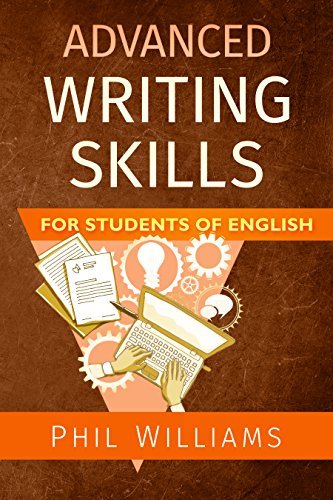 ADVANCED
WRITING
SKILLS
FOR STUDENTS OF ENGLISH
PHIL WILLIAMS